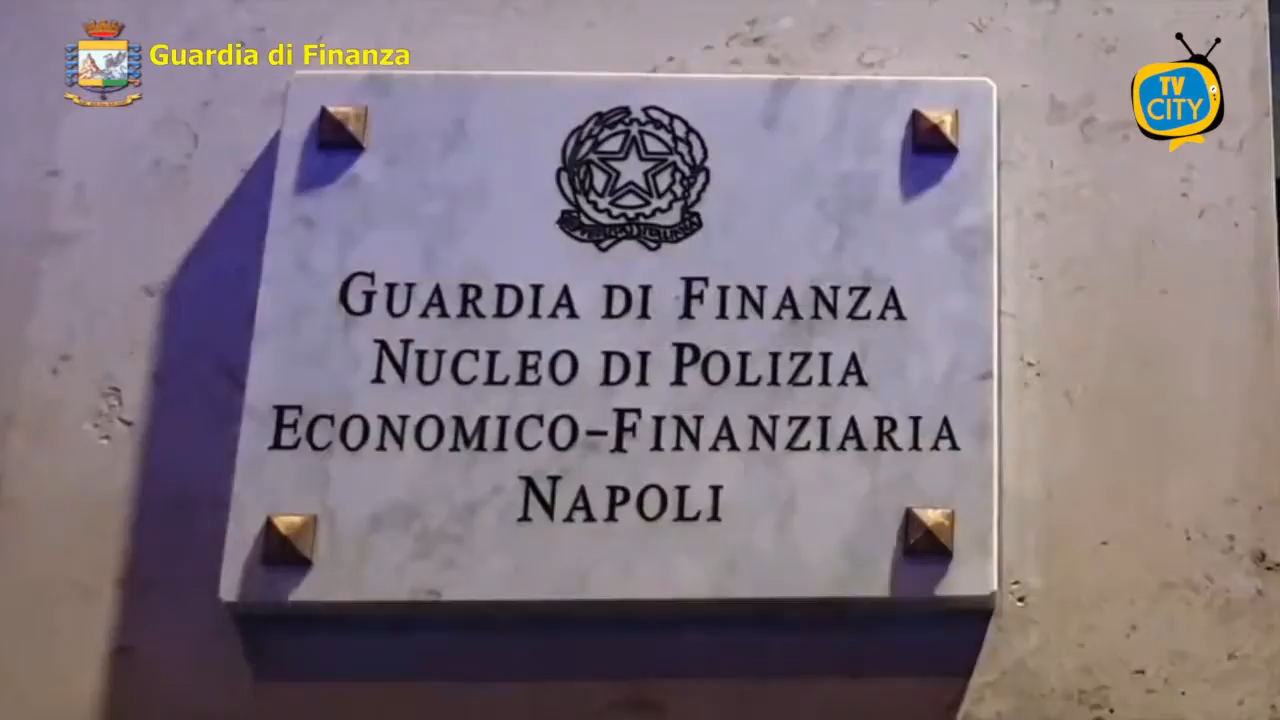 Guardia di Finanza
TV
CITY
GUARDIA DI FINANZA
NUCLEO DI POLIZIA
ECONOMICO-FINANZIARIA
NAPOLI